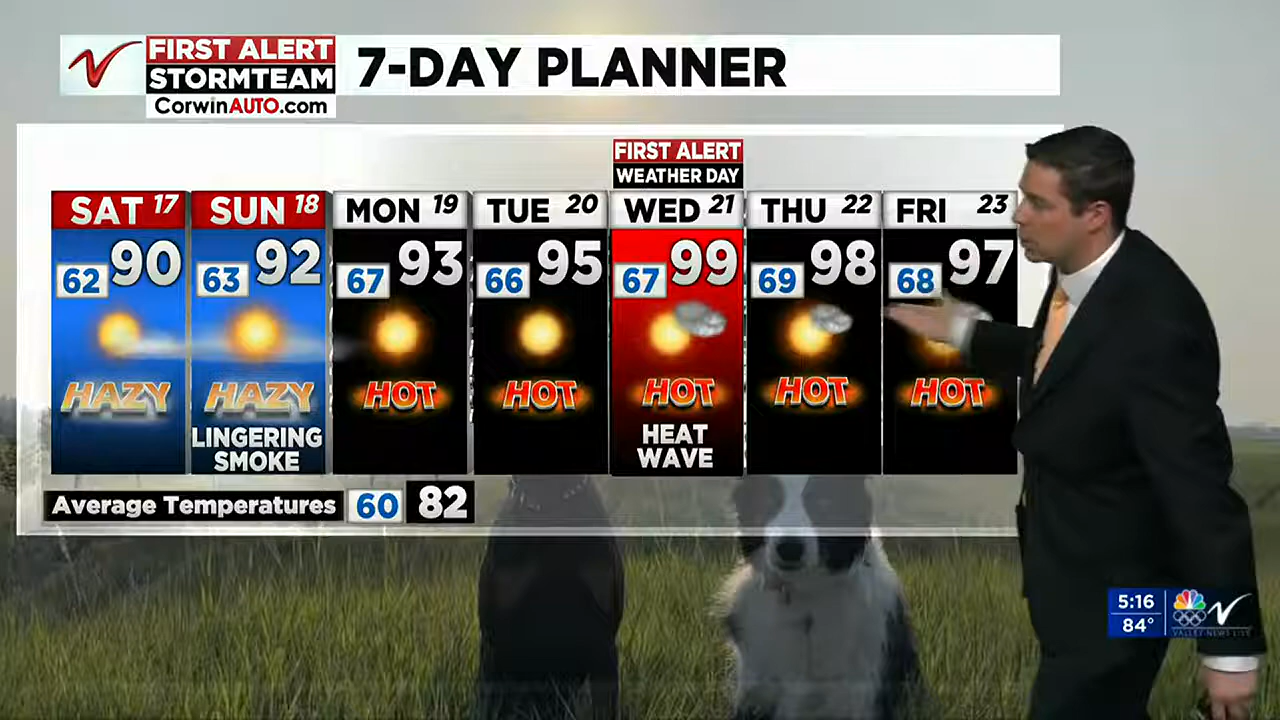 FIRST ALERT
STORMTEAM
CorwinAUTO.com
7-DAY PLANNER
FIRST ALERT
WEATHER DAY
SAT 17
SUN 18
MON 19
TUE 20
WED 21
THU 22
FRI 23
62 90
63 92
67 93
66 95
67 99
69 98
68 97
HAZY
HAZY
HOT
HOT
HOT
HOT
HOT
LINGERING
SMOKE
HEAT
WAVE
Average Temperatures 60 82
5:16
84°
VALLEY NEWS LIVE